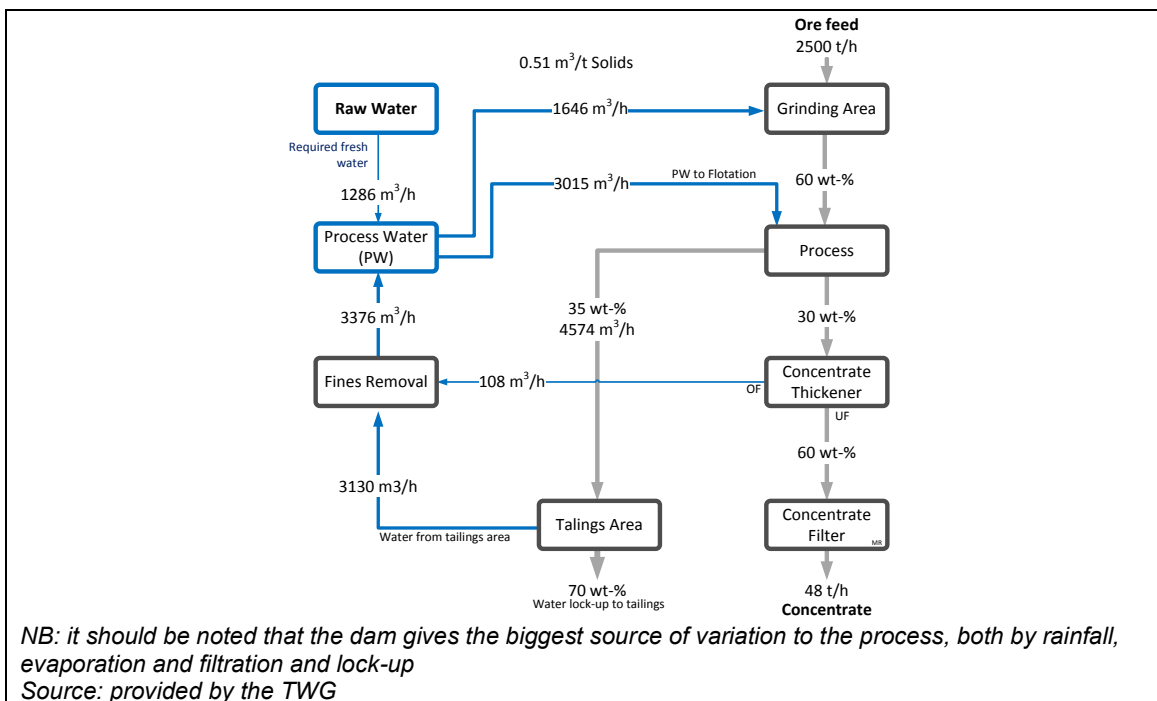 Ore feed
2500 t/h
0.51 m³/t Solids
Raw Water
1646 m³/h
Grinding Area
Required fresh
water
PW to Flotation
3015 m³/h
60 wt-%
1286 m³/h
Process Water
(PW)
Process
35 wt-%
4574 m³/h
3376 m³/h
30 wt-%
Fines Removal
108 m³/h
OF
Concentrate
Thickener
UF
60 wt-%
3130 m3/h
Talings Area
Water from tailings area
Concentrate
Filter
MR
70 wt-%
Water lock-up to tailings
48 t/h
Concentrate
NB: it should be noted that the dam gives the biggest source of variation to the process, both by rainfall,
evaporation and filtration and lock-up
Source: provided by the TWG